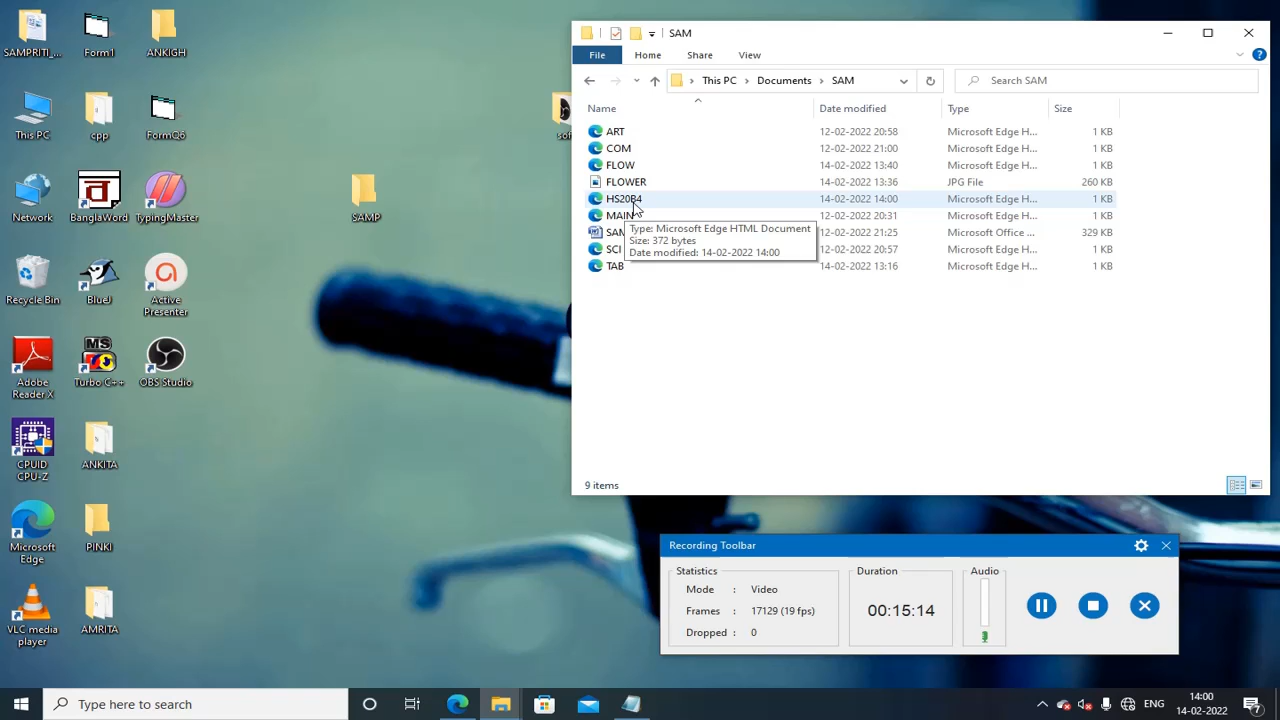 SAMPRITI_...
Form1
ANKIGH
This PC
cpp
FormQ6
Network
BanglaWord
TypingMaster
SAMP
Recycle Bin
BlueJ
Active
Presenter
Adobe
Reader X
MS
Turbo C++
OBS Studio
CPUID
CPU-Z
ANKITA
Microsoft
Edge
PINKI
VLC media
player
AMRITA
SAM
File Home Share View
This PC Documents SAM
Search SAM
Name Date modified Type Size
ART 12-02-2022 20:58 Microsoft Edge H... 1 KB
COM 12-02-2022 21:00 Microsoft Edge H... 1 KB
FLOW 14-02-2022 13:40 Microsoft Edge H... 1 KB
FLOWER 14-02-2022 13:36 JPG File 260 KB
HS20B4 14-02-2022 14:00 Microsoft Edge H... 1 KB
MAIN 12-02-2022 20:31 Microsoft Edge H... 1 KB
SAM 12-02-2022 21:25 Microsoft Office ... 329 KB
SCI 12-02-2022 20:57 Microsoft Edge H... 1 KB
TAB 14-02-2022 13:16 Microsoft Edge H... 1 KB
Type: Microsoft Edge HTML Document
Size: 372 bytes
Date modified: 14-02-2022 14:00
9 items
Recording Toolbar
Statistics
Mode : Video
Frames : 17129 (19 fps)
Dropped : 0
Duration
00:15:14
Audio
Type here to search
14:00
14-02-2022
7